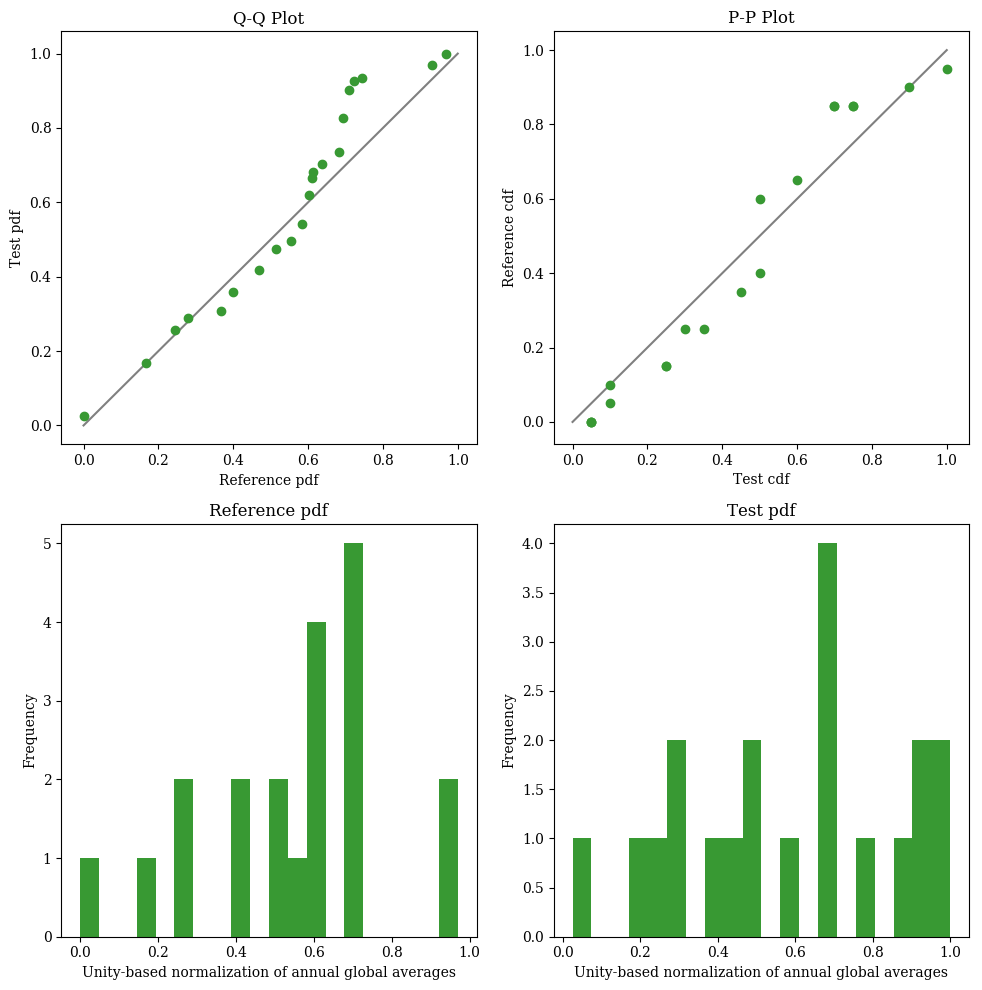 Q-Q Plot
1.0
0.8
0.6
0.4
0.2
0.0
Test pdf
0.0 0.2 0.4 0.6 0.8 1.0
Reference pdf
P-P Plot
1.0
0.8
0.6
0.4
0.2
0.0
Reference cdf
0.0 0.2 0.4 0.6 0.8 1.0
Test cdf
Reference pdf
5
4
3
2
1
0
Frequency
0.0 0.2 0.4 0.6 0.8 1.0
Unity-based normalization of annual global averages
Test pdf
4.0
3.5
3.0
2.5
2.0
1.5
1.0
0.5
0.0
Frequency
0.0 0.2 0.4 0.6 0.8 1.0
Unity-based normalization of annual global averages